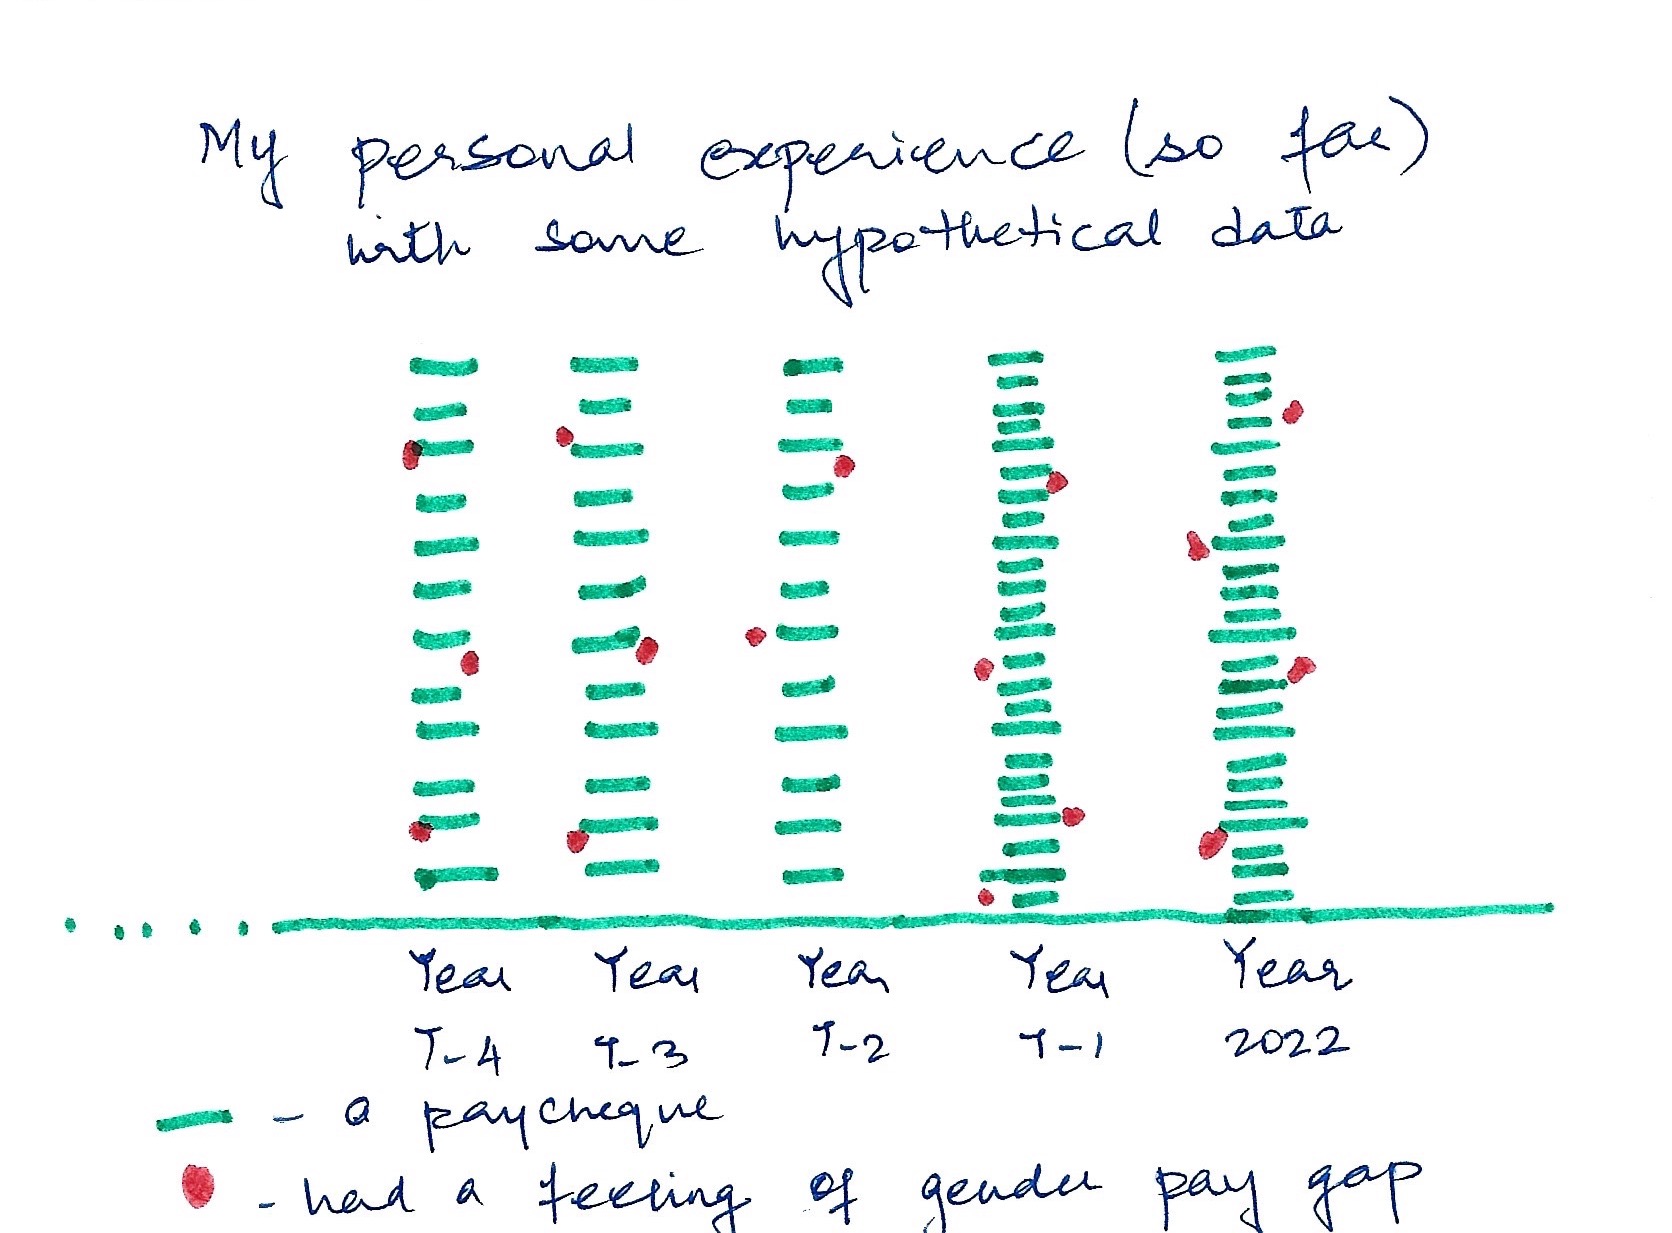 My personal experience (so far)
with some hypothetical data
Year Year Year Year Year
T-4 T-3 T-2 T-1 2022
- a paycheque
- had a feeling of gender pay gap